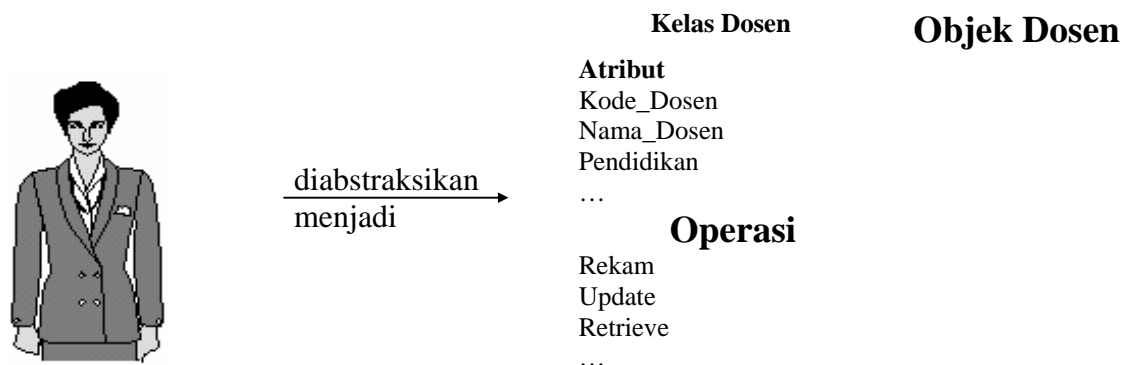 Kelas Dosen
Objek Dosen
diabstraksikan
menjadi
Atribut
Kode_Dosen
Nama_Dosen
Pendidikan
…
Operasi
Rekam
Update
Retrieve
…